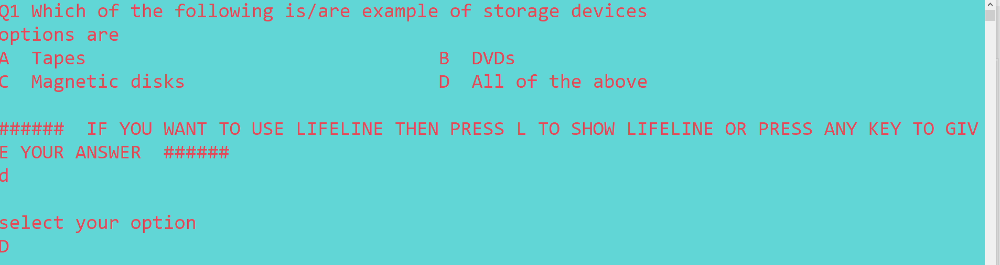 Q1 Which of the following is/are example of storage devices
options are
A  Tapes                                B  DVDs
C  Magnetic disks                       D  All of the above
######  IF YOU WANT TO USE LIFELINE THEN PRESS L TO SHOW LIFELINE OR PRESS ANY KEY TO GIV
E YOUR ANSWER  ######
d
select your option
D